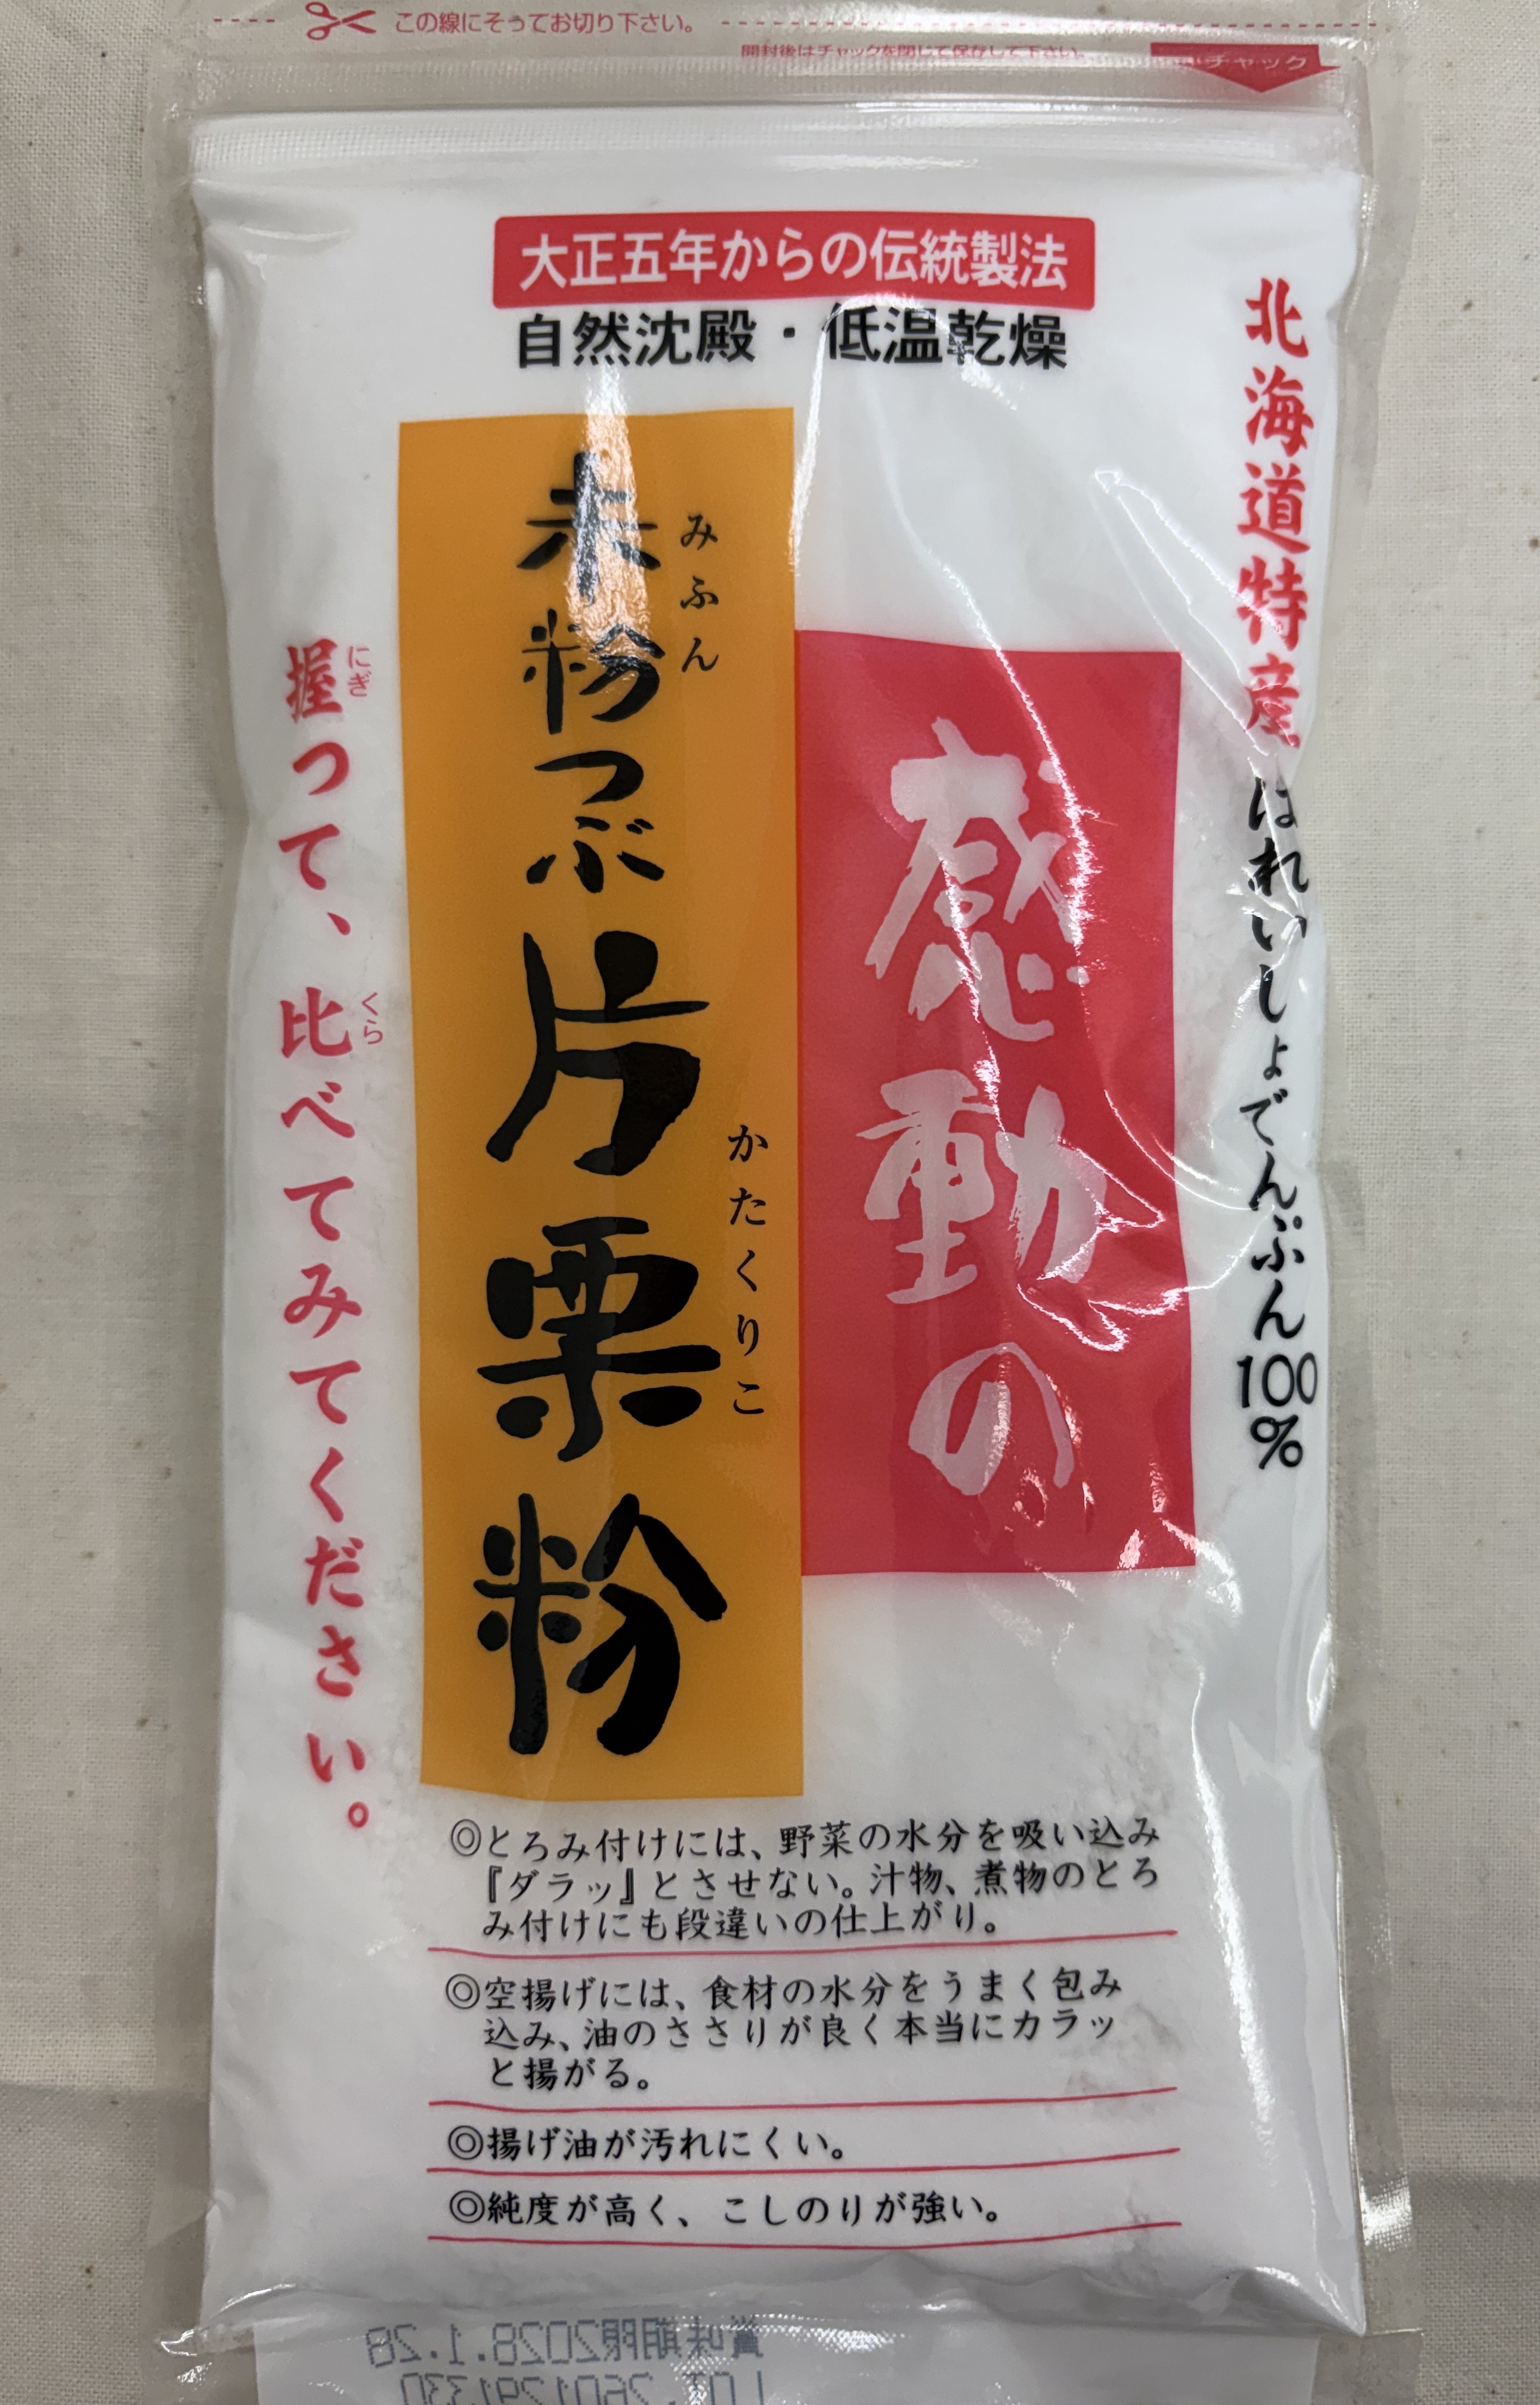 この線にそってお切り下さい。
開封後はチャックを閉じて保存して下さい。
チャック
大正五年からの伝統製法
自然沈殿・低温乾燥
北海道特産ばれいしょでんぷん100%
感動の
未粉つぶ片栗粉
みふん
かたくりこ
握って、比べてみてください。
にぎ
くら
◎とろみ付けには、野菜の水分を吸い込み
『ダラッ』とさせない。汁物、煮物のとろ
み付けにも段違いの仕上がり。
◎空揚げには、食材の水分をうまく包み
込み、油のささりが良く本当にカラッ
と揚がる。
◎揚げ油が汚れにくい。
◎純度が高く、こしのりが強い。
賞味期限2028.1.28